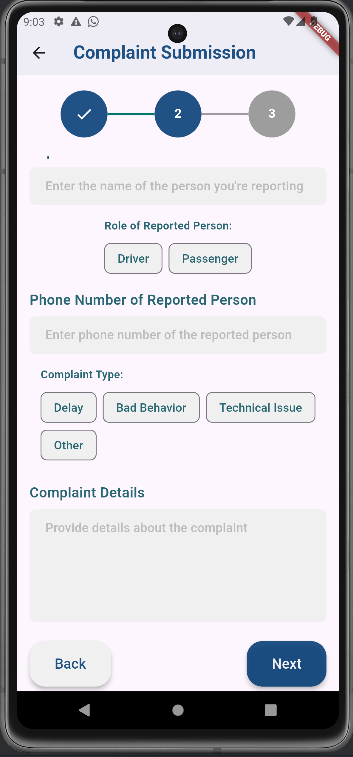 9:03
DEBUG
Complaint Submission
2 3
Enter the name of the person you're reporting
Role of Reported Person:
Driver Passenger
Phone Number of Reported Person
Enter phone number of the reported person
Complaint Type:
Delay Bad Behavior Technical Issue
Other
Complaint Details
Provide details about the complaint
Back Next